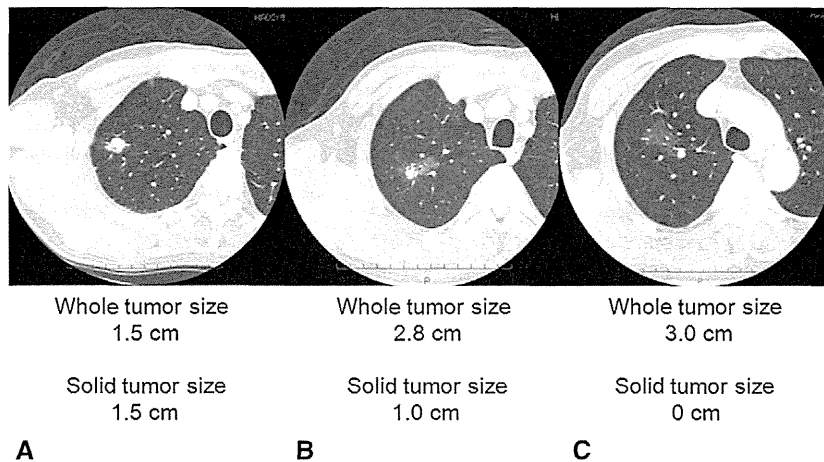 Whole tumor size
1.5 cm
Solid tumor size
1.5 cm
A
Whole tumor size
2.8 cm
Solid tumor size
1.0 cm
B
Whole tumor size
3.0 cm
Solid tumor size
0 cm
C